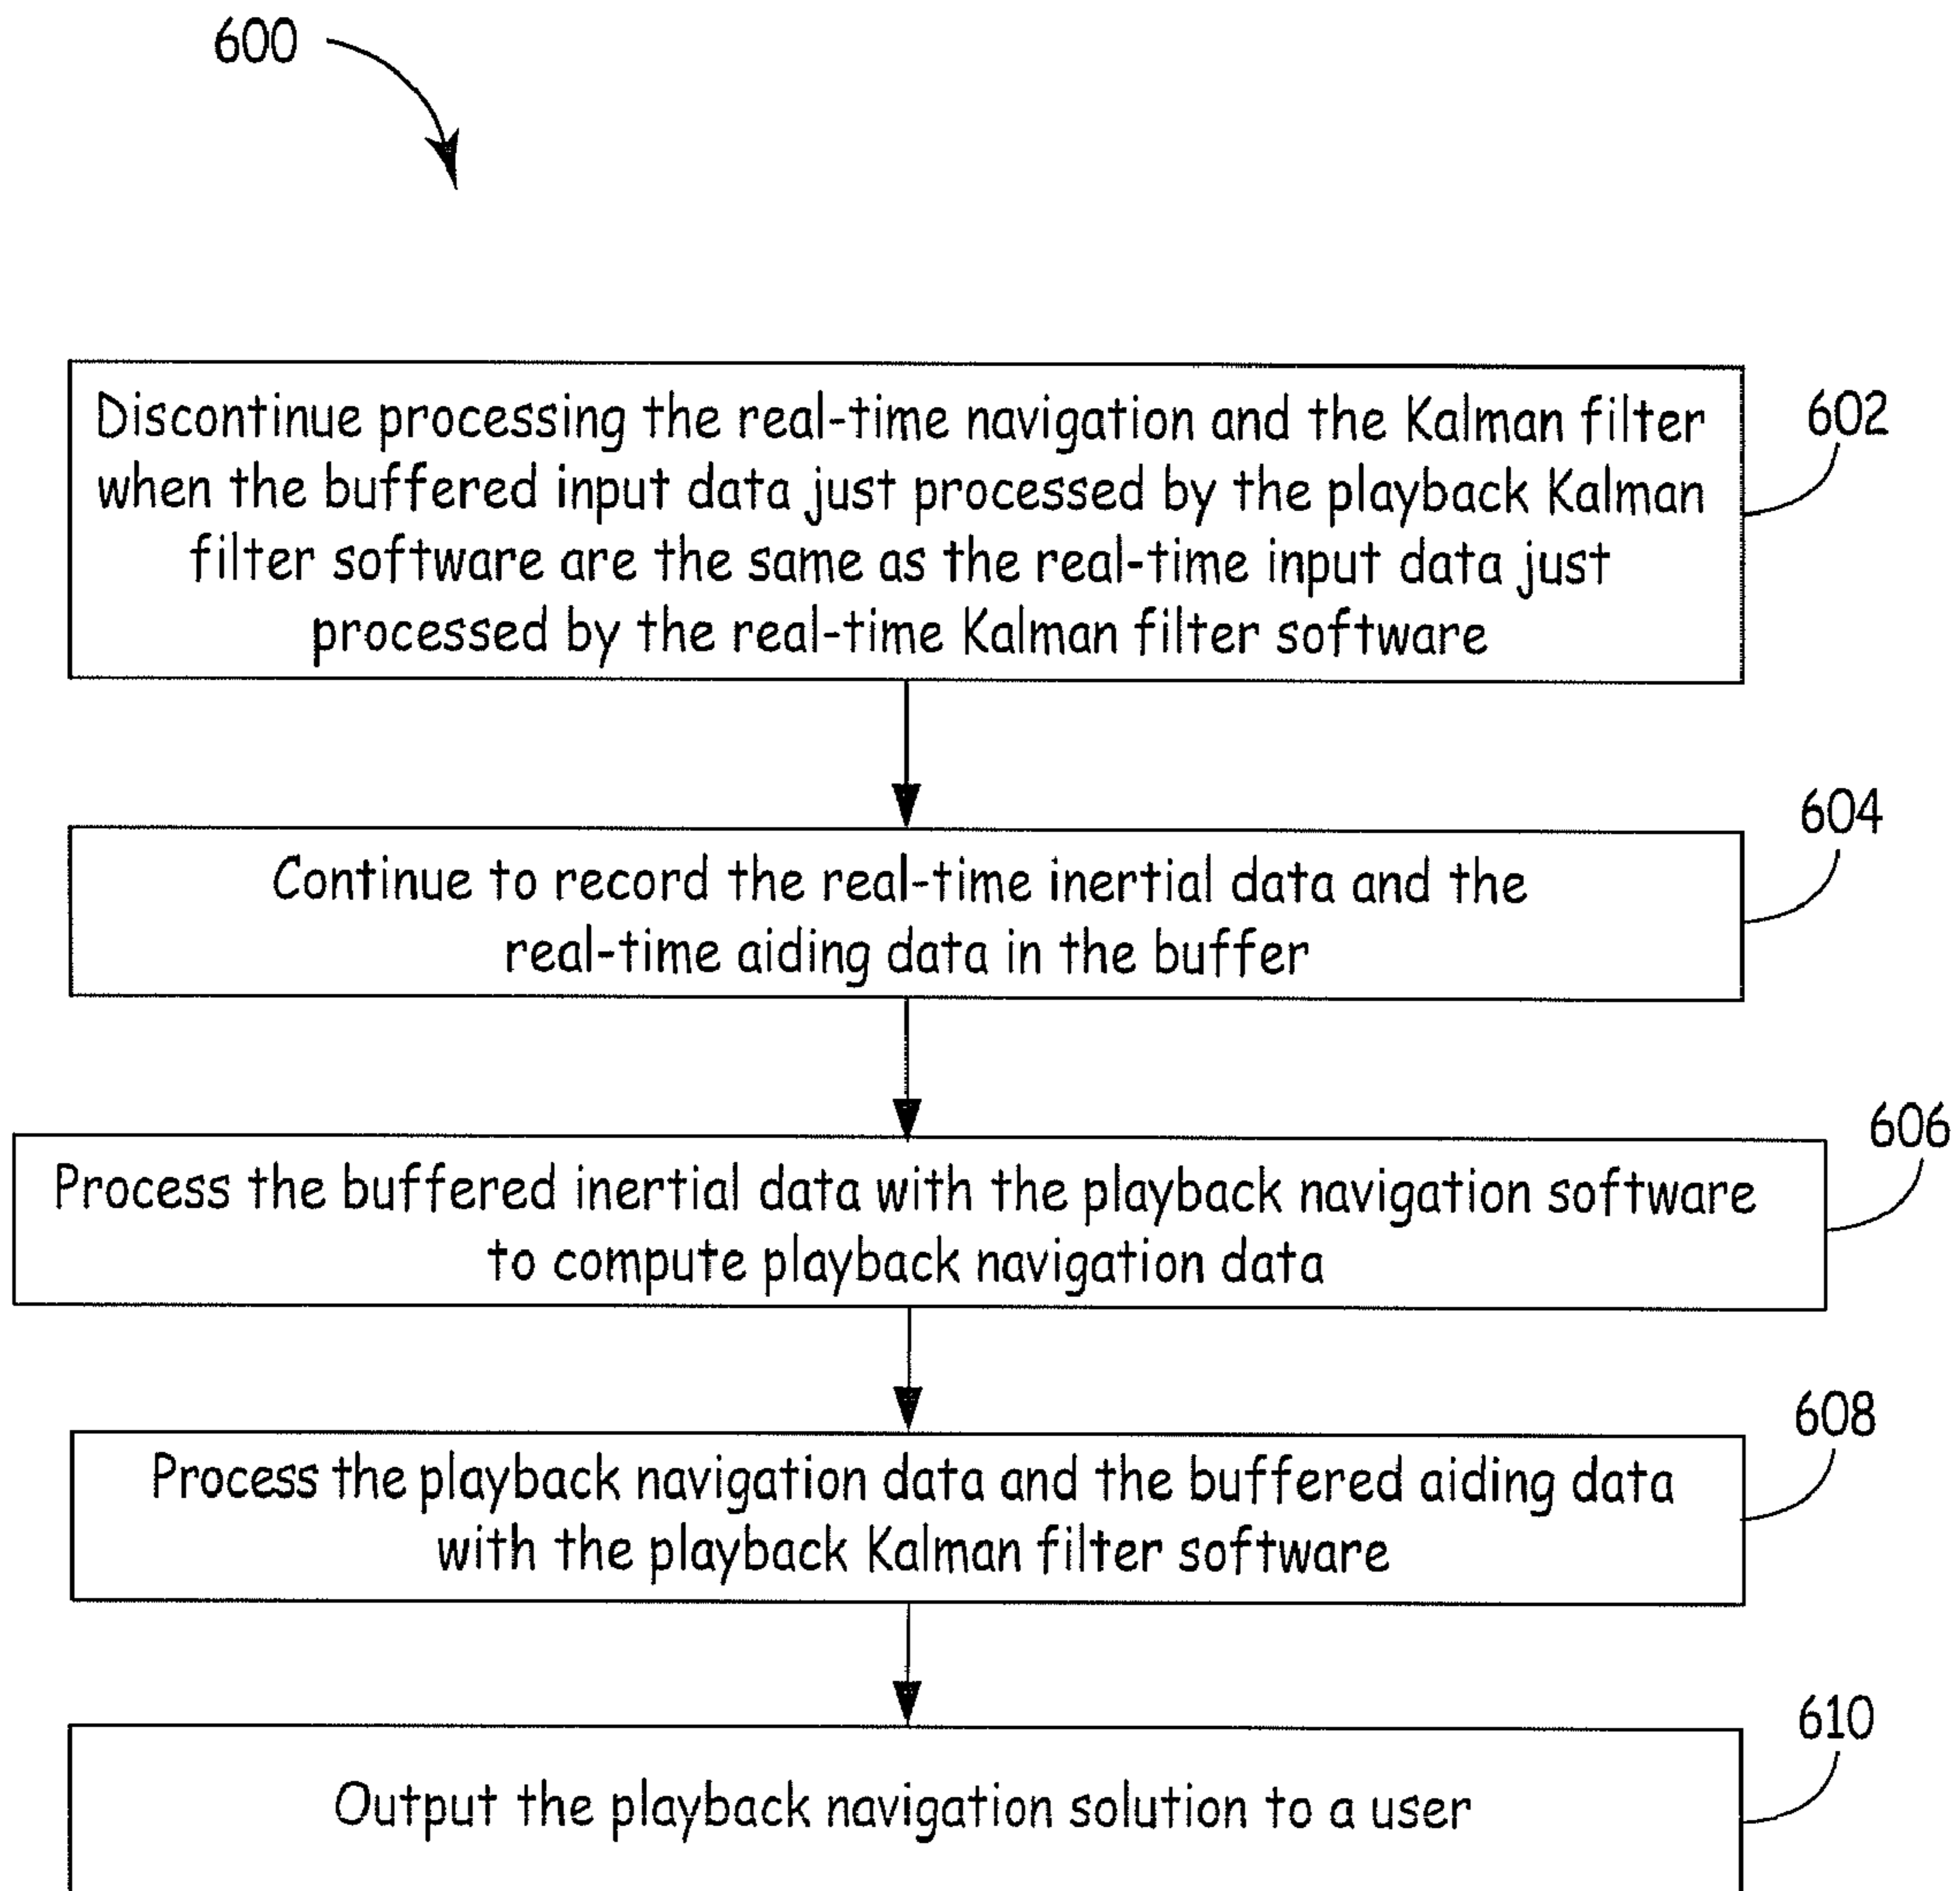 600
Discontinue processing the real-time navigation and the Kalman filter
when the buffered input data just processed by the playback Kalman
filter software are the same as the real-time input data just
processed by the real-time Kalman filter software
602
Continue to record the real-time inertial data and the
real-time aiding data in the buffer
604
Process the buffered inertial data with the playback navigation software
to compute playback navigation data
606
Process the playback navigation data and the buffered aiding data
with the playback Kalman filter software
608
Output the playback navigation solution to a user
610